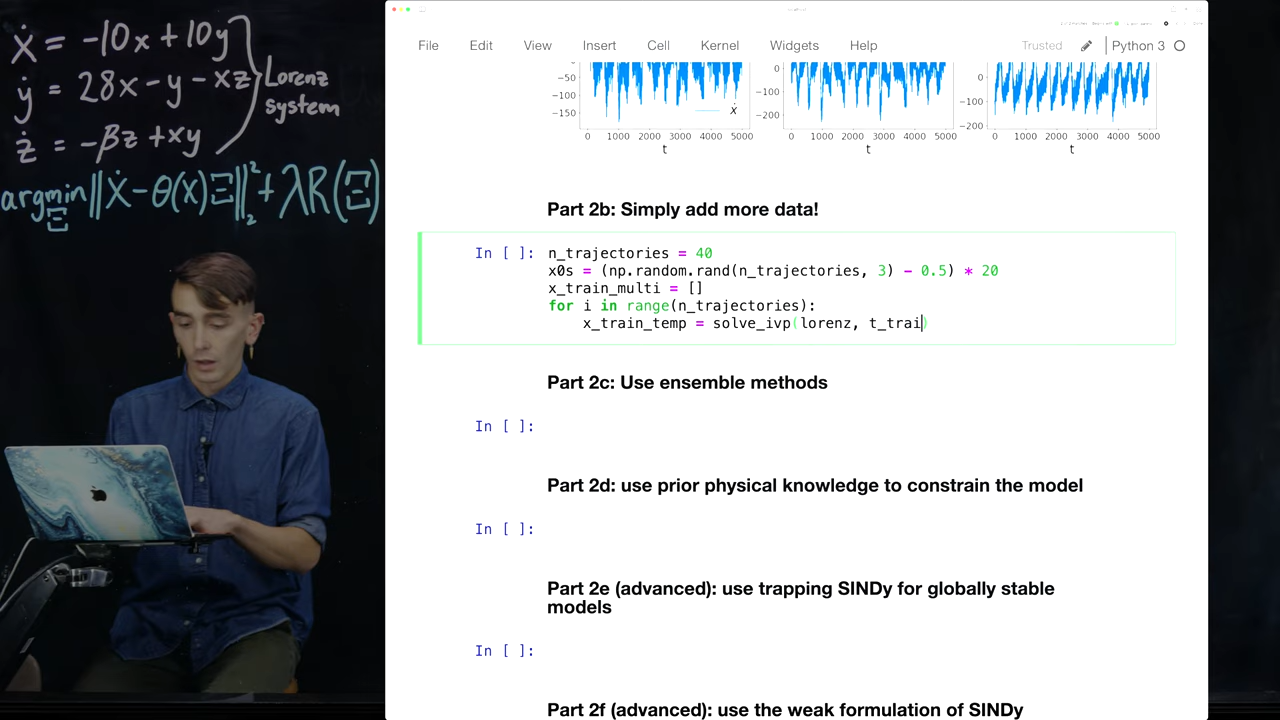 ẋ = -10x + 10y
ẏ = 28x - y - xz
ż = -βz + xy
Lorenz
system
argmin ‖Ẋ - θ(X)Ξ‖₂² + λR(Ξ)
Ξ
File Edit View Insert Cell Kernel Widgets Help Trusted Python 3
−50
−100
−150
0 1000 2000 3000 4000 5000
t
ẋ
0
−100
−200
0 1000 2000 3000 4000 5000
t
0
−100
−200
0 1000 2000 3000 4000 5000
t
Part 2b: Simply add more data!
In [ ]: n_trajectories = 40
x0s = (np.random.rand(n_trajectories, 3) - 0.5) * 20
x_train_multi = []
for i in range(n_trajectories):
x_train_temp = solve_ivp(lorenz, t_trai)
Part 2c: Use ensemble methods
In [ ]:
Part 2d: use prior physical knowledge to constrain the model
In [ ]:
Part 2e (advanced): use trapping SINDy for globally stable
models
In [ ]:
Part 2f (advanced): use the weak formulation of SINDy